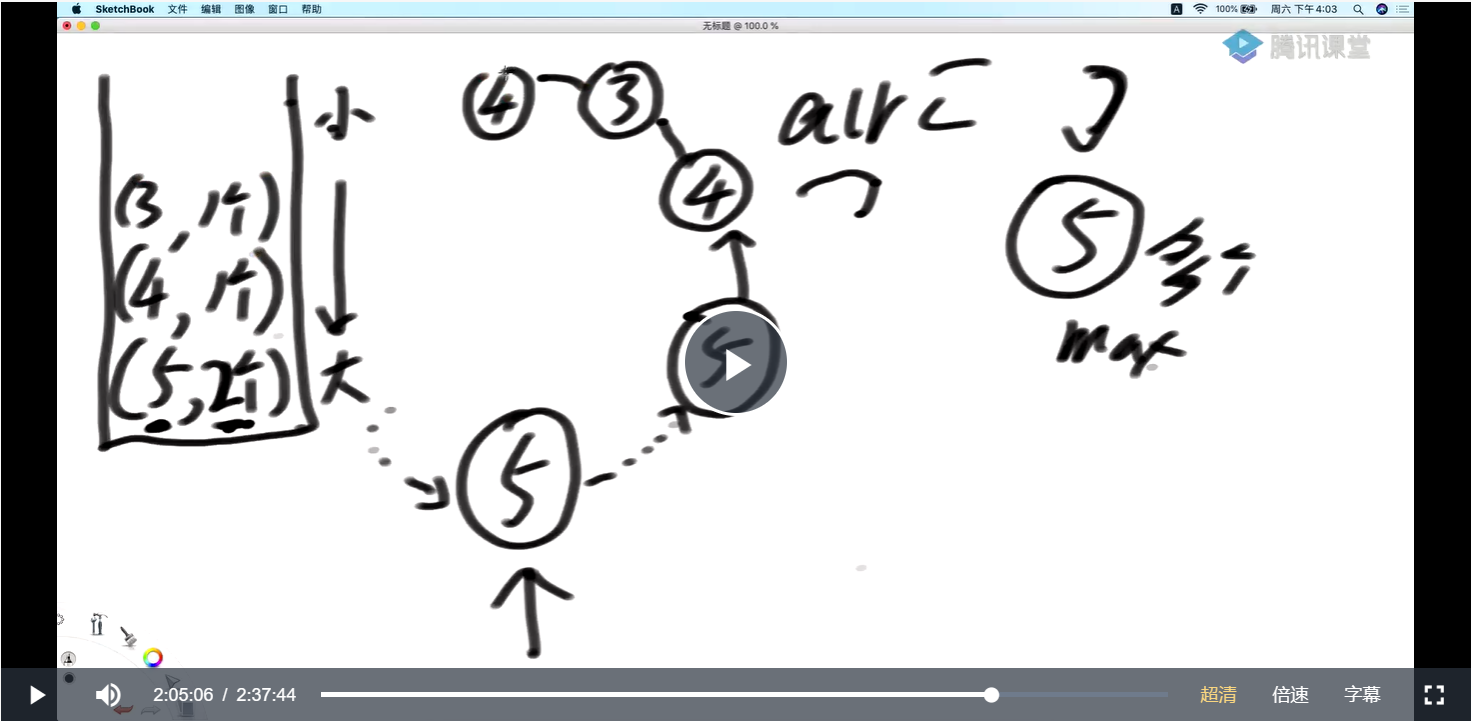 SketchBook 文件 编辑 图像 窗口 帮助
A 100% 周六 下午4:03
无标题 @ 100.0 %
腾讯课堂
小
4
3
arr [ ]
4
(3, 1个)
5
多个
(4, 1个)
5
max
(5, 2个)
大
5
2:05:06 / 2:37:44
超清 倍速 字幕